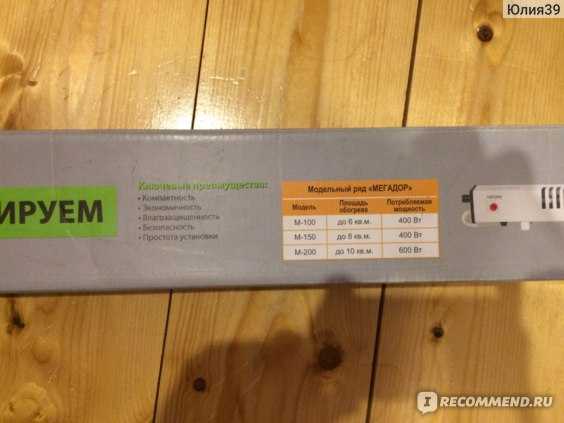 Юлия39
ИРУЕМ
Ключевые преимущества:
• Компактность
• Экономичность
• Влагозащищенность
• Безопасность
• Простота установки
Модельный ряд «МЕГАДОР»
Модель Площадь обогрева Потребляемая мощность
М-100 до 6 кв.м. 400 Вт
М-150 до 8 кв.м. 400 Вт
М-200 до 10 кв.м. 600 Вт
IRECOMMEND.RU